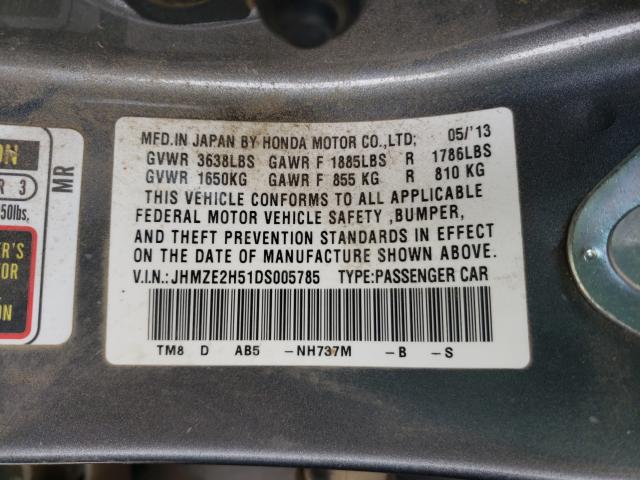 ON
R 3
50lbs.
MR
R'S
TOR
ON
MFD.IN JAPAN BY HONDA MOTOR CO.,LTD; 05/'13
GVWR 3638LBS GAWR F 1885LBS R 1786LBS
GVWR 1650KG GAWR F 855 KG R 810 KG
THIS VEHICLE CONFORMS TO ALL APPLICABLE
FEDERAL MOTOR VEHICLE SAFETY ,BUMPER,
AND THEFT PREVENTION STANDARDS IN EFFECT
ON THE DATE OF MANUFACTURE SHOWN ABOVE.
V.I.N.: JHMZE2H51DS005785 TYPE:PASSENGER CAR
TM8 D AB5 -NH737M -B -S